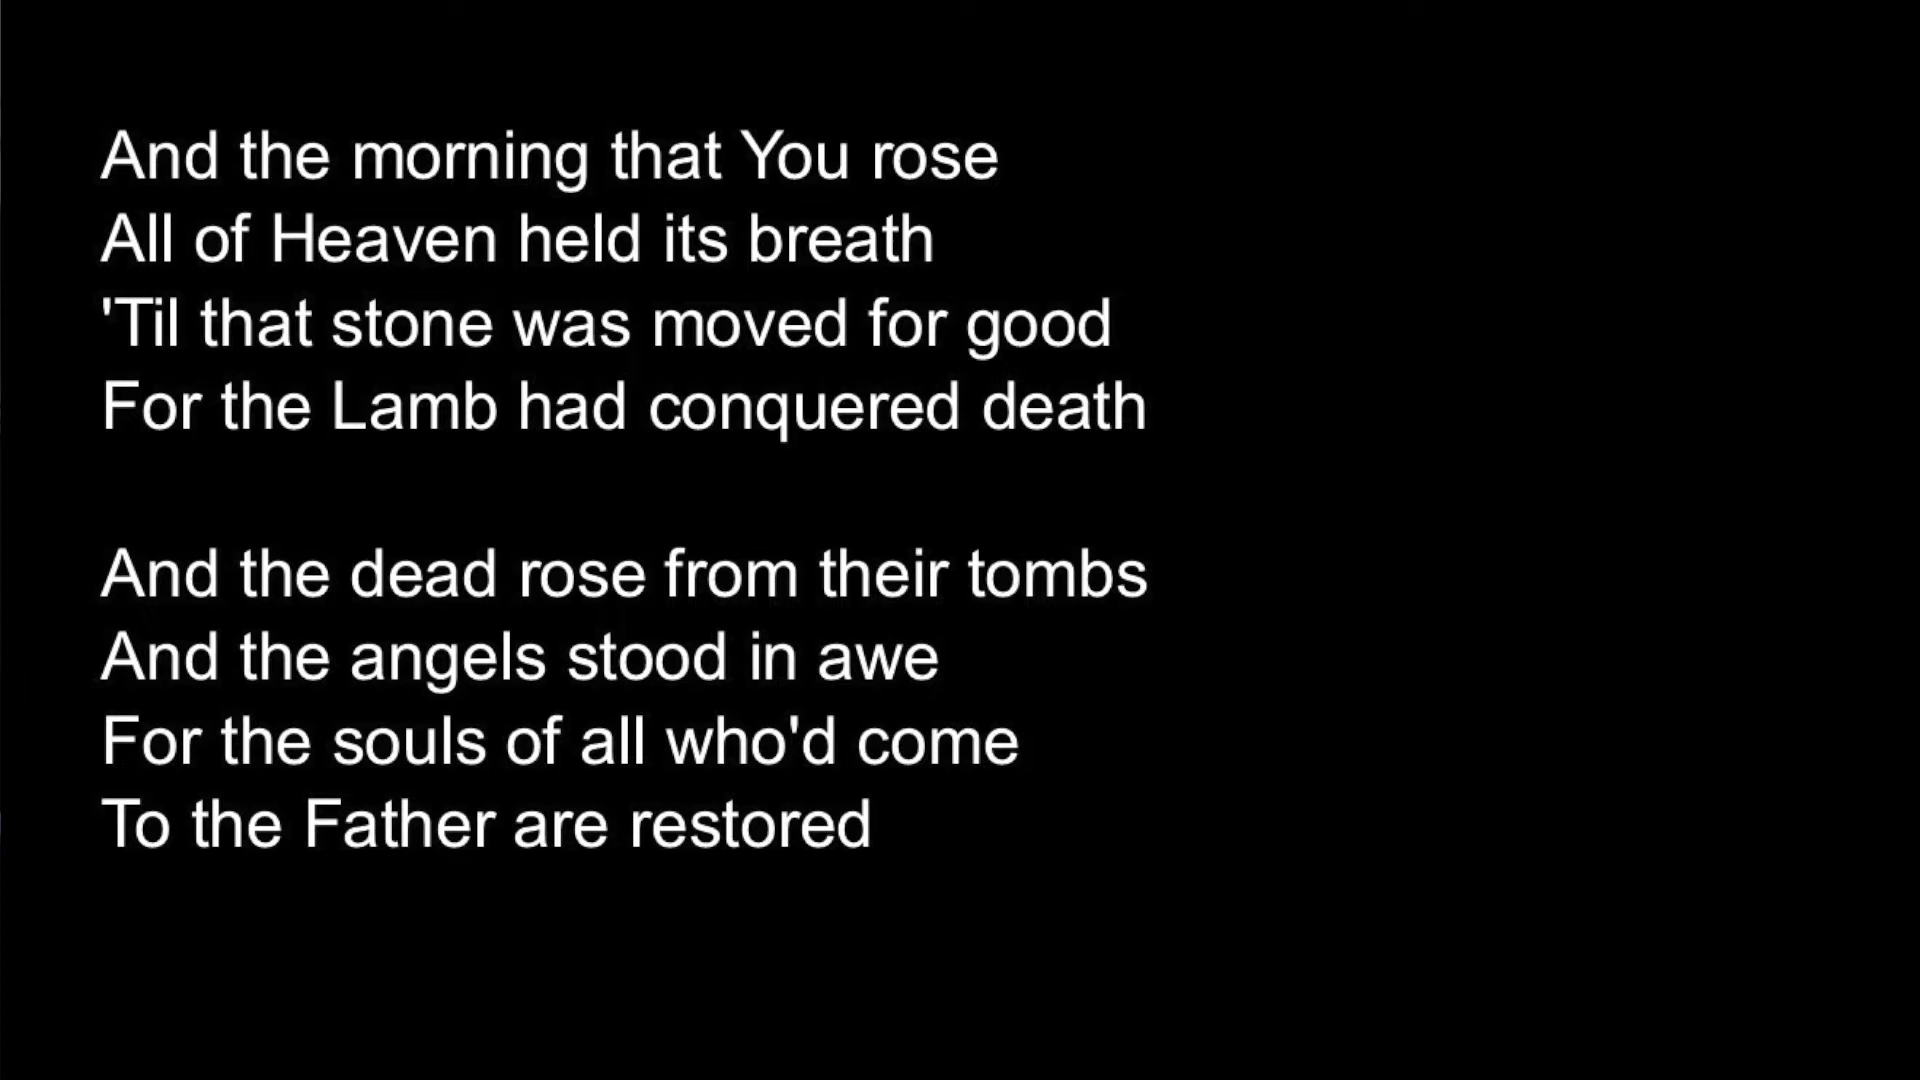 And the morning that You rose
All of Heaven held its breath
'Til that stone was moved for good
For the Lamb had conquered death
And the dead rose from their tombs
And the angels stood in awe
For the souls of all who'd come
To the Father are restored